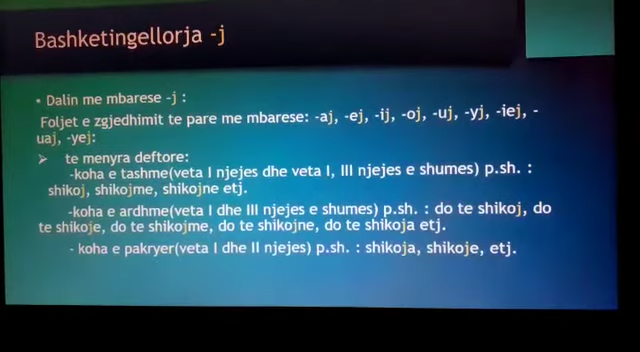 Bashketingellorja -j
▪ Dalin me mbarese -j :
Foljet e zgjedhimit te pare me mbarese: -aj, -ej, -ij, -oj, -uj, -yj, -iej, -
uaj, -yej:
➢ te menyra deftore:
-koha e tashme(veta I njejes dhe veta I, III njejes e shumes) p.sh. :
shikoj, shikojme, shikojne etj.
-koha e ardhme(veta I dhe III njejes e shumes) p.sh. : do te shikoj, do
te shikoje, do te shikojme, do te shikojne, do te shikoja etj.
- koha e pakryer(veta I dhe II njejes) p.sh. : shikoja, shikoje, etj.